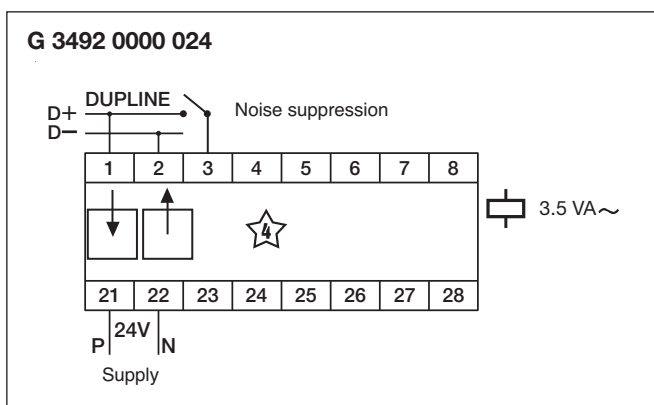 G 3492 0000 024
DUPLINE
Noise suppression
D+
D−
1 2 3 4 5 6 7 8
4
3.5 VA∼
21 22 23 24 25 26 27 28
P 24V N
Supply